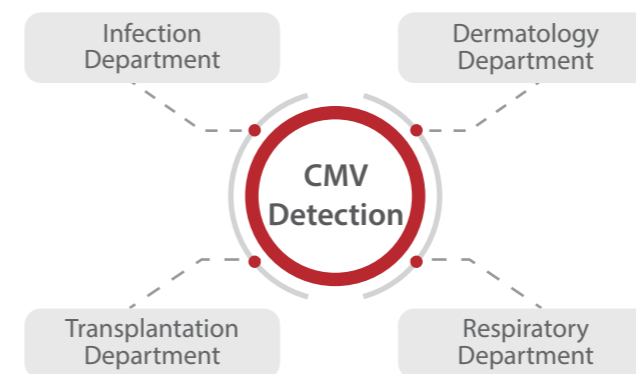 Infection
Department
Dermatology
Department
CMV
Detection
Transplantation
Department
Respiratory
Department